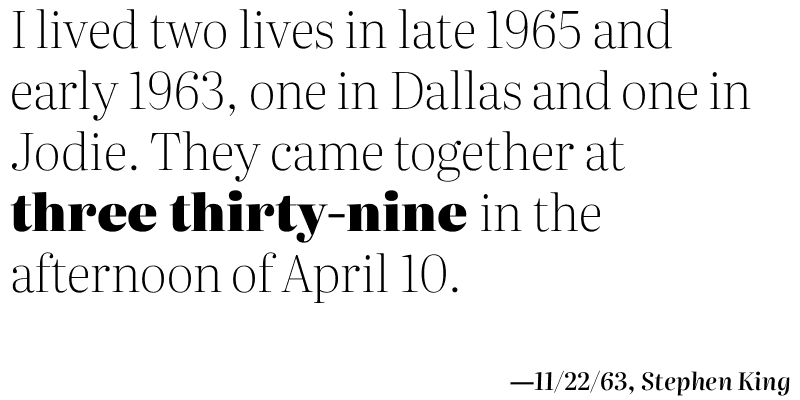 I lived two lives in late 1965 and
early 1963, one in Dallas and one in
Jodie. They came together at
three thirty-nine in the
afternoon of April 10.
—11/22/63, Stephen King